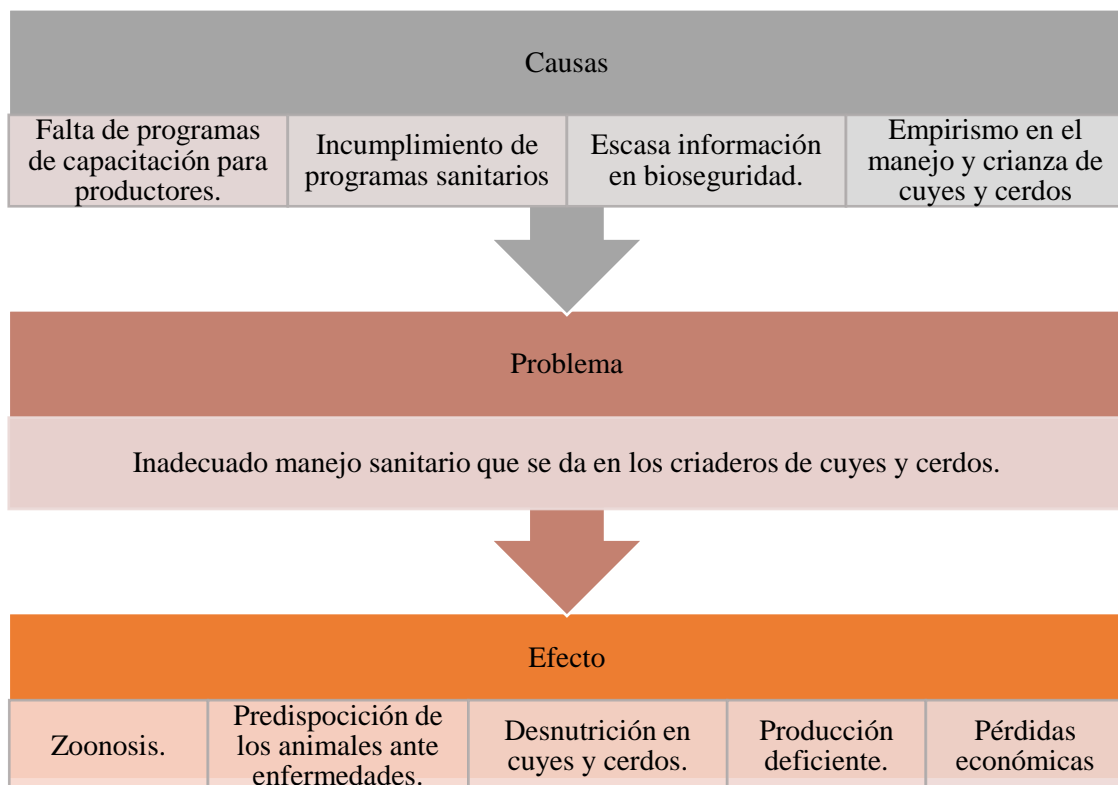 Causas
Falta de programas
de capacitación para
productores.
Incumplimiento de
programas sanitarios
Escasa información
en bioseguridad.
Empirismo en el
manejo y crianza de
cuyes y cerdos
Problema
Inadecuado manejo sanitario que se da en los criaderos de cuyes y cerdos.
Efecto
Zoonosis.
Predispocición de
los animales ante
enfermedades.
Desnutrición en
cuyes y cerdos.
Producción
deficiente.
Pérdidas
económicas